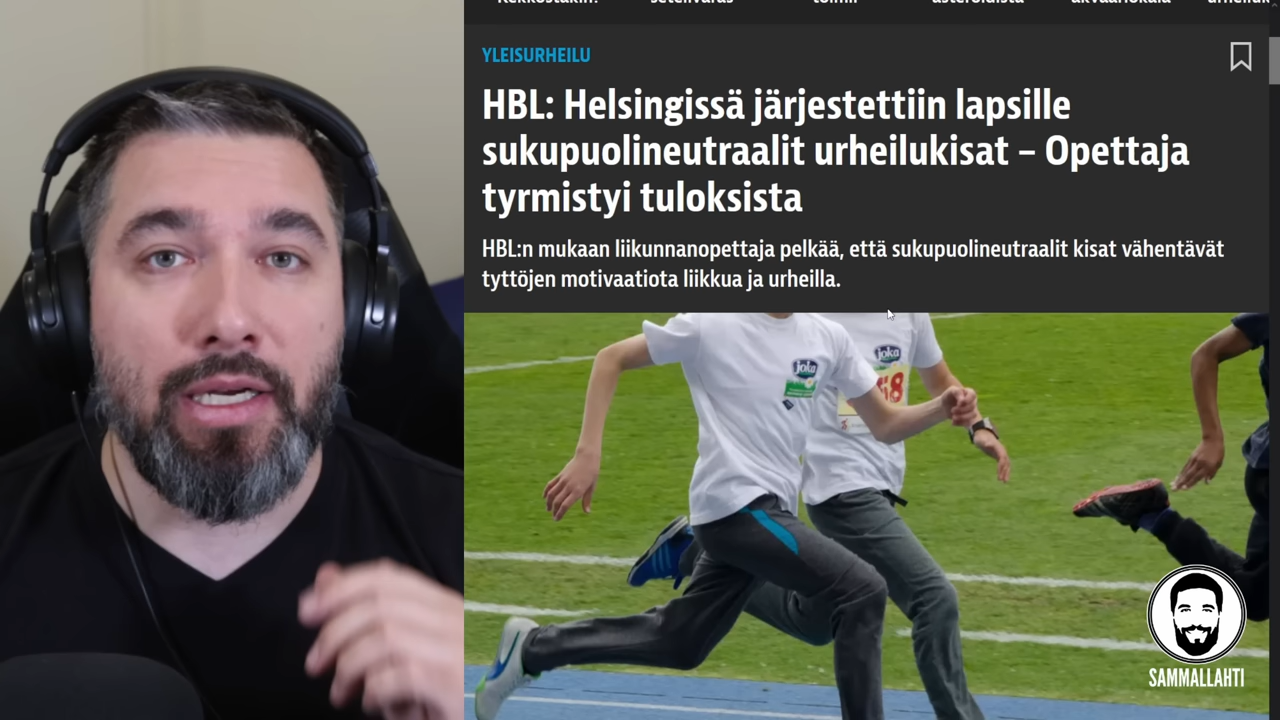 YLEISURHEILU
HBL: Helsingissä järjestettiin lapsille
sukupuolineutraalit urheilukisat – Opettaja
tyrmistyi tuloksista
HBL:n mukaan liikunnanopettaja pelkää, että sukupuolineutraalit kisat vähentävät
tyttöjen motivaatiota liikkua ja urheilla.
joka
joka
68
SAMMALLAHTI